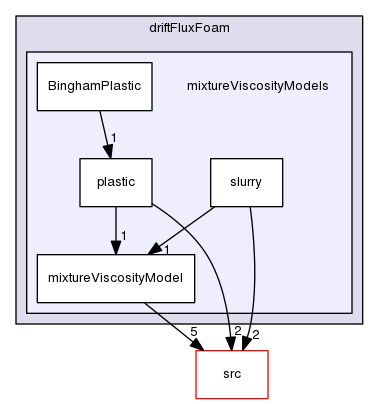 driftFluxFoam
BinghamPlastic
mixtureViscosityModels
1
plastic
slurry
1
1
mixtureViscosityModel
5
2
2
src